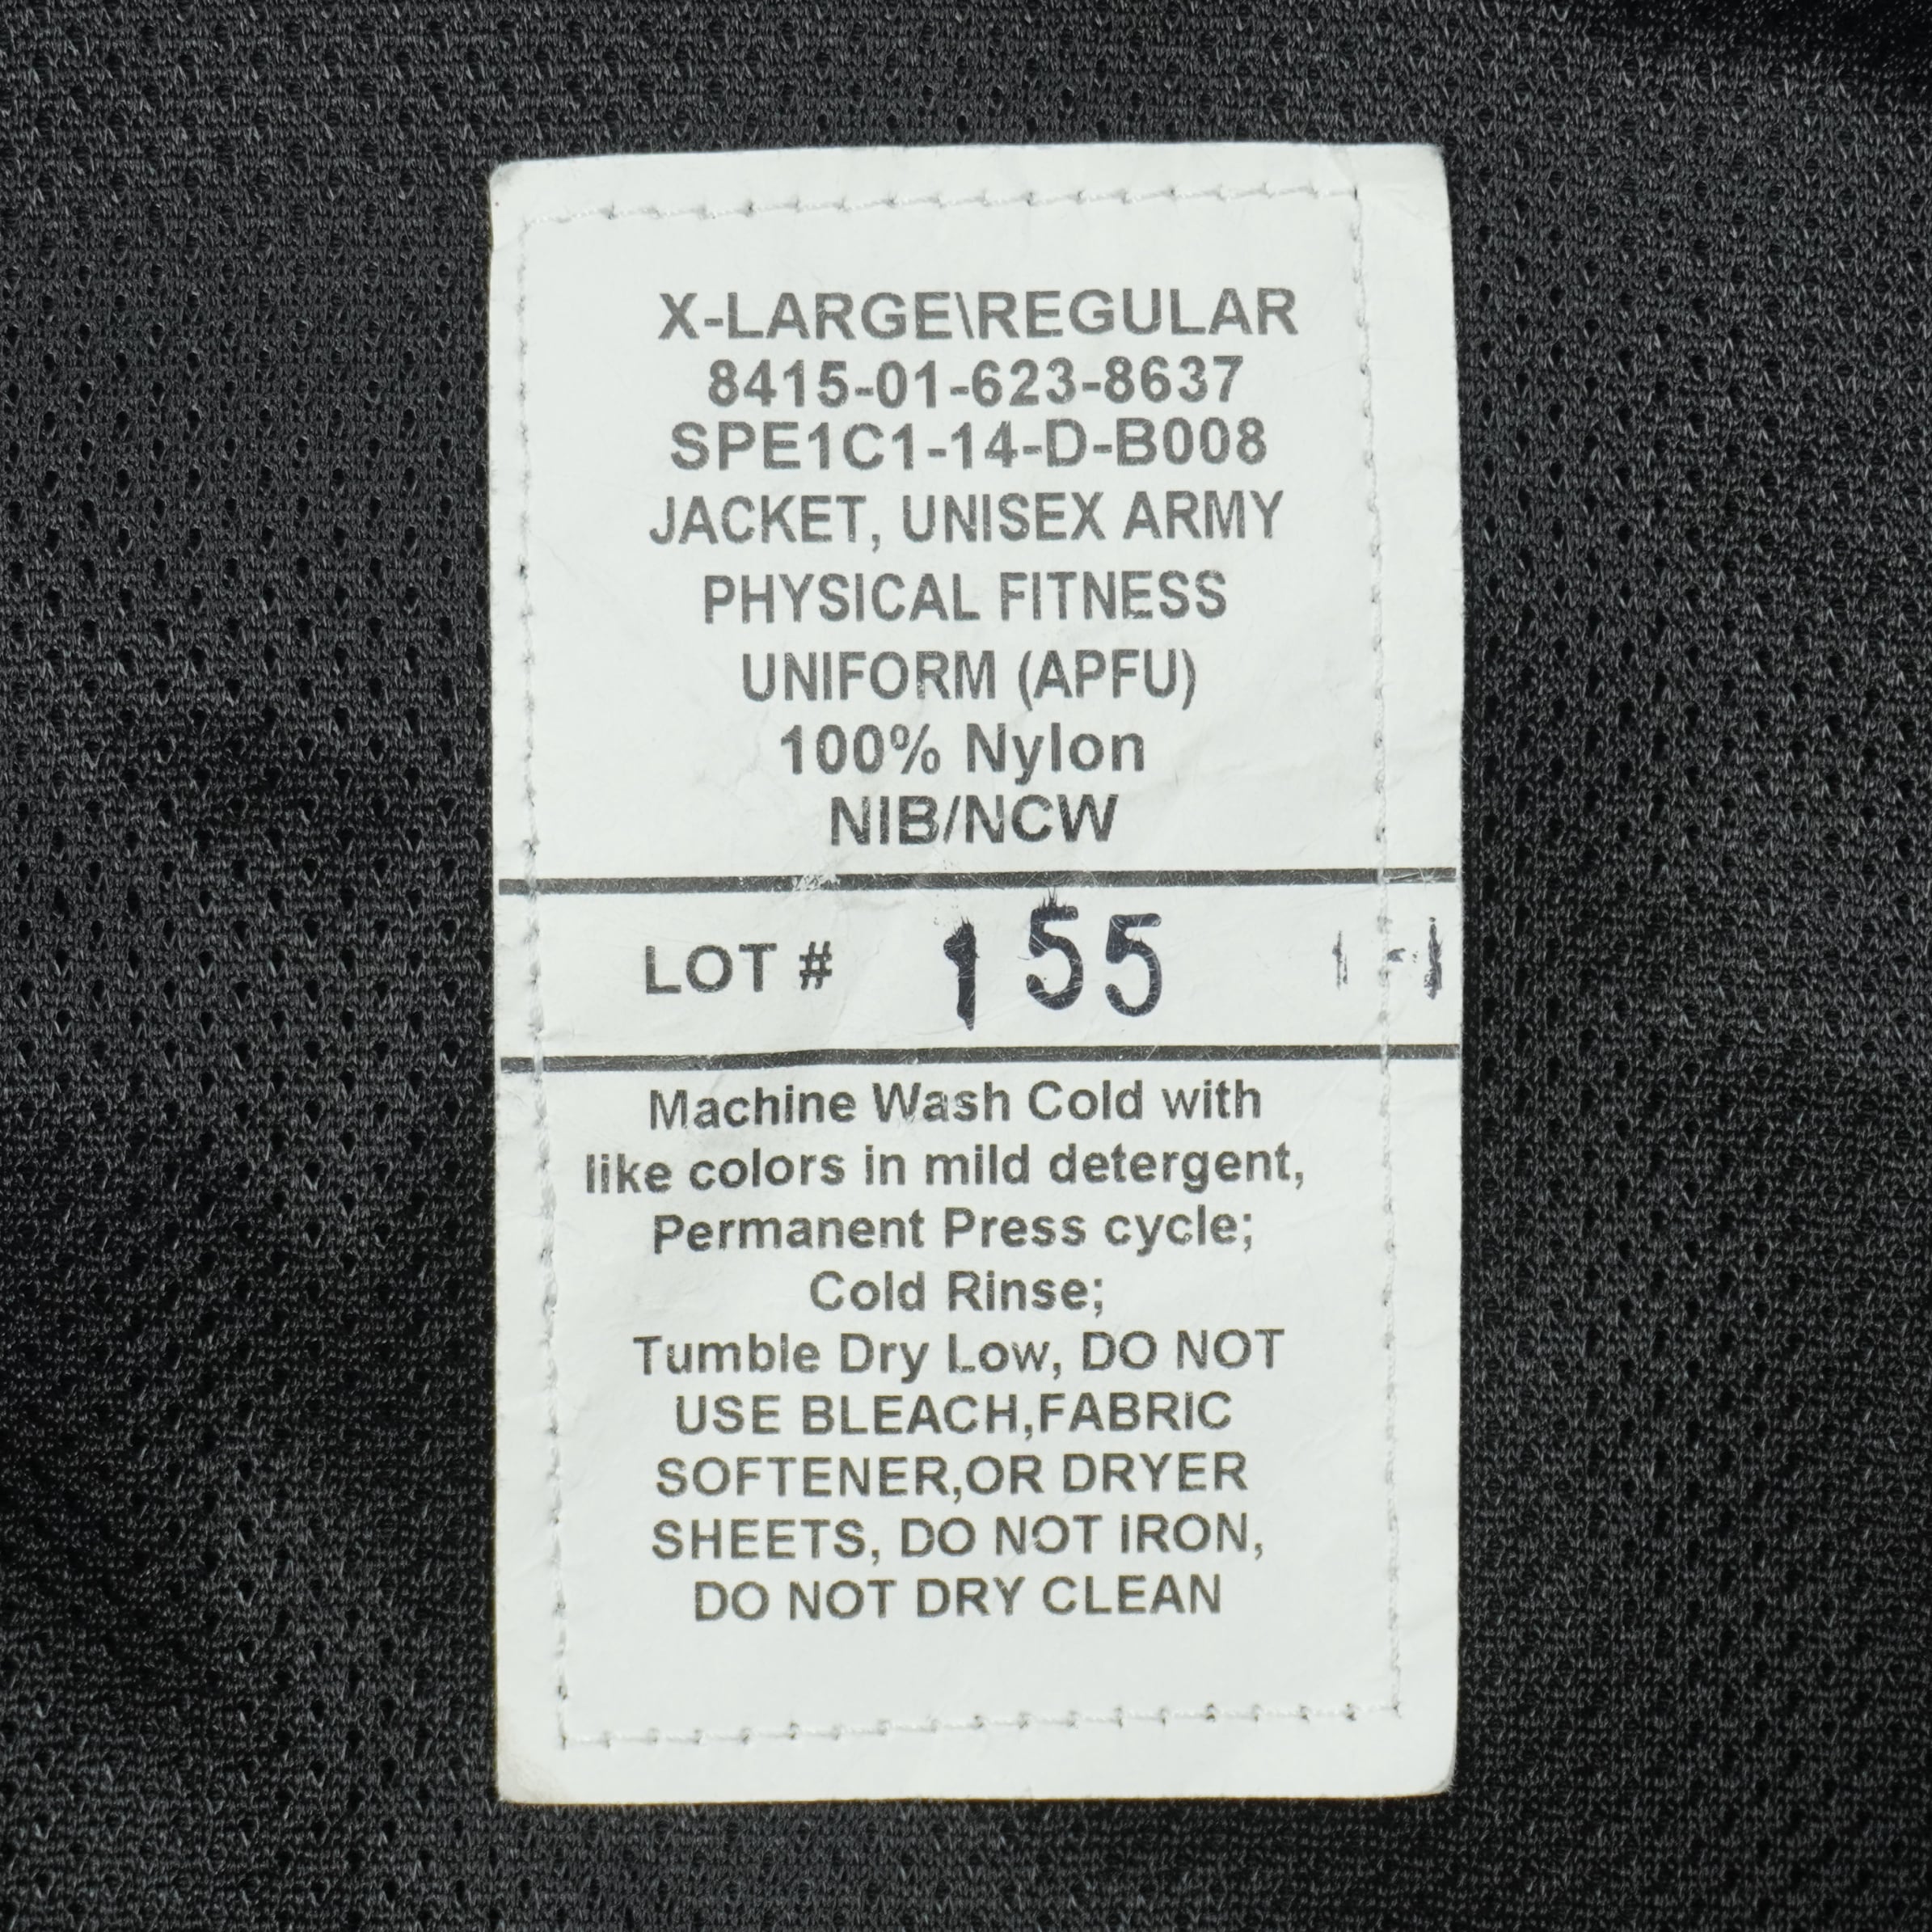 X-LARGE\REGULAR
8415-01-623-8637
SPE1C1-14-D-B008
JACKET, UNISEX ARMY
PHYSICAL FITNESS
UNIFORM (APFU)
100% Nylon
NIB/NCW
LOT # 155
Machine Wash Cold with
like colors in mild detergent,
Permanent Press cycle;
Cold Rinse;
Tumble Dry Low, DO NOT
USE BLEACH,FABRIC
SOFTENER,OR DRYER
SHEETS, DO NOT IRON,
DO NOT DRY CLEAN